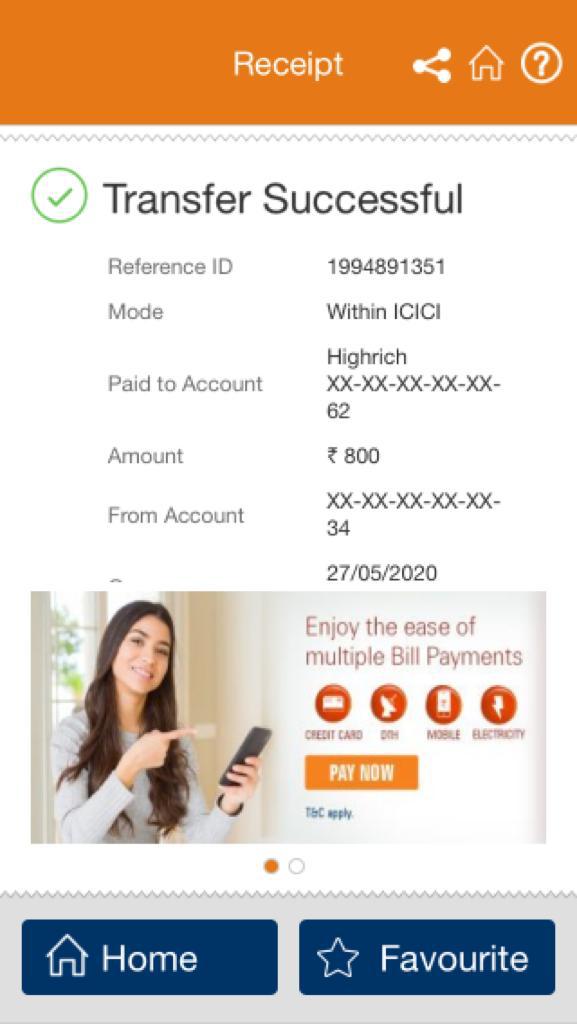 Receipt
Transfer Successful
Reference ID 1994891351
Mode Within ICICI
Highrich
Paid to Account XX-XX-XX-XX-XX-
62
Amount ₹ 800
XX-XX-XX-XX-XX-
From Account
34
27/05/2020
Enjoy the ease of
multiple Bill Payments
CREDIT CARD DTH MOBILE ELECTRICITY
PAY NOW
T&C apply.
Home Favourite